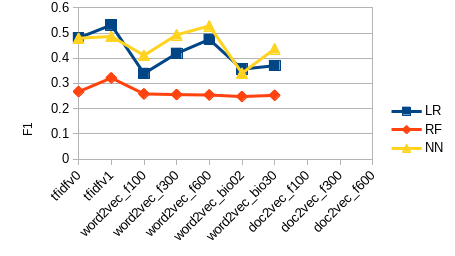 0.6
0.5
0.4
0.3
0.2
0.1
0
F1
tfidfv0
tfidfv1
word2vec_f100
word2vec_f300
word2vec_f600
word2vec_bio02
word2vec_bio30
doc2vec_f100
doc2vec_f300
doc2vec_f600
LR
RF
NN